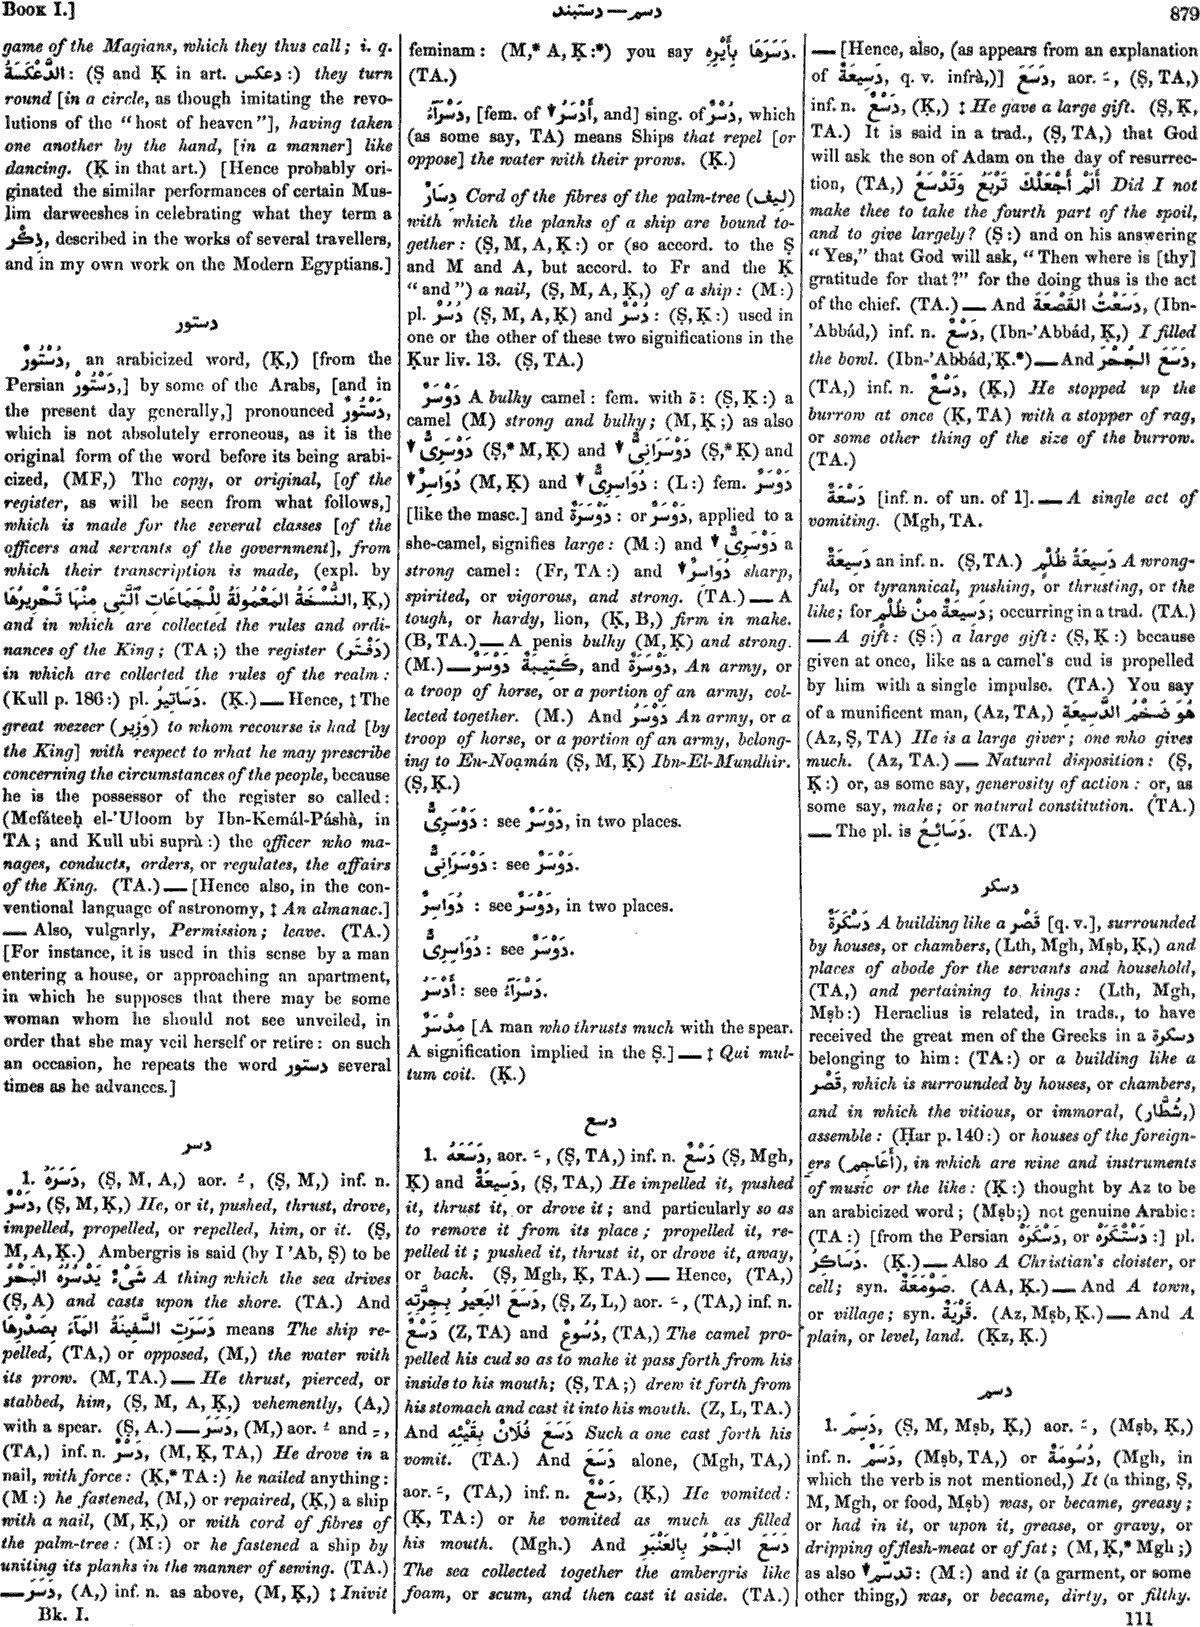 BOOK I.]
دستبند — دسم
879
game of the Magians, which they thus call; i. q.
الدَّعْكَسَةُ: (Ṣ and Ḳ in art. دعكس:) they turn
round [in a circle, as though imitating the revo-
lutions of the “host of heaven”], having taken
one another by the hand, [in a manner] like
dancing. (Ḳ in that art.) [Hence probably ori-
ginated the similar performances of certain Mus-
lim darweeshes in celebrating what they term a
ذِكْر, described in the works of several travellers,
and in my own work on the Modern Egyptians.]
دستور
دُسْتُورٌ, an arabicized word, (Ḳ,) [from the
Persian دَسْتُورْ,] by some of the Arabs, [and in
the present day generally,] pronounced دَسْتُورٌ,
which is not absolutely erroneous, as it is the
original form of the word before its being arabi-
cized, (MF,) The copy, or original, [of the
register, as will be seen from what follows,]
which is made for the several classes [of the
officers and servants of the government], from
which their transcription is made, (expl. by
النُّسْخَةُ المَعْمُولَةُ لِلْجَمَاعَاتِ ٱلَّتِى مِنْهَا تَحْرِيرُهَا, Ḳ,)
and in which are collected the rules and ordi-
nances of the King; (TA;) the register (دَفْتَر)
in which are collected the rules of the realm:
(Kull p. 186:) pl. دَسَاتِيرُ. (Ḳ.) — Hence, ‡ The
great wezeer (وَزِير) to whom recourse is had [by
the King] with respect to what he may prescribe
concerning the circumstances of the people, because
he is the possessor of the register so called:
(Mefáteeḥ el-’Uloom by Ibn-Kemál-Páshà, in
TA; and Kull ubi suprà:) the officer who ma-
nages, conducts, orders, or regulates, the affairs
of the King. (TA.) — [Hence also, in the con-
ventional language of astronomy, ‡ An almanac.]
— Also, vulgarly, Permission; leave. (TA.)
[For instance, it is used in this sense by a man
entering a house, or approaching an apartment,
in which he supposes that there may be some
woman whom he should not see unveiled, in
order that she may veil herself or retire: on such
an occasion, he repeats the word دستور several
times as he advances.]
دسر
1. دَسَرَهُ, (Ṣ, M, A,) aor. ـُ, (Ṣ, M,) inf. n.
دَسْرٌ, (Ṣ, M, Ḳ,) He, or it, pushed, thrust, drove,
impelled, propelled, or repelled, him, or it. (Ṣ,
M, A, Ḳ.) Ambergris is said (by I ’Ab, Ṣ) to be
شَىْءٌ يَدْسُرُهُ البَحْرُ A thing which the sea drives
(Ṣ, A) and casts upon the shore. (TA.) And
دَسَرَتِ السَّفِينَةُ المَآءَ بِصَدْرِهَا means The ship re-
pelled, (TA,) or opposed, (M,) the water with
its prow. (M, TA.) — He thrust, pierced, or
stabbed, him, (Ṣ, M, A, Ḳ,) vehemently, (A,)
with a spear. (Ṣ, A.) — دَسَرَ, (M,) aor. ـُ and ـِ,
(TA,) inf. n. دَسْرٌ, (M, Ḳ, TA,) He drove in a
nail, with force: (Ḳ,* TA:) he nailed anything:
(M:) he fastened, (M,) or repaired, (Ḳ,) a ship
with a nail, (M, Ḳ,) or with cord of fibres of
the palm-tree: (M:) or he fastened a ship by
uniting its planks in the manner of sewing. (TA.)
— دَسَرَ, (A,) inf. n. as above, (M, Ḳ,) ‡ Inivit
Bk. I.
feminam: (M,* A, Ḳ:*) you say دَسَرَهَا بِأَيْرِهِ.
(TA.)
دَسْرَآءُ, [fem. of ↓ أَدْسَرُ, and] sing. of دُسْرٌ, which
(as some say, TA) means Ships that repel [or
oppose] the water with their prows. (Ḳ.)
دِسَارٌ Cord of the fibres of the palm-tree (لِيف)
with which the planks of a ship are bound to-
gether: (Ṣ, M, A, Ḳ:) or (so accord. to the Ṣ
and M and A, but accord. to Fr and the Ḳ
“and”) a nail, (Ṣ, M, A, Ḳ,) of a ship: (M:)
pl. دُسُرٌ (Ṣ, M, A, Ḳ) and دُسْرٌ: (Ṣ, Ḳ:) used in
one or the other of these two significations in the
Ḳur liv. 13. (Ṣ, TA.)
دَوْسَرٌ A bulky camel: fem. with ة: (Ṣ, Ḳ:) a
camel (M) strong and bulky; (M, Ḳ;) as also
↓ دَوْسَرِىٌّ (Ṣ,* M, Ḳ) and ↓ دَوْسَرَانِىٌّ (Ṣ,* Ḳ) and
↓ دُوَاسِرٌ (M, Ḳ) and ↓ دُوَاسِرِىٌّ: (L:) fem. دَوْسَرٌ
[like the masc.] and دَوْسَرَةٌ: or دَوْسَرٌ, applied to a
she-camel, signifies large: (M:) and ↓ دَوْسَرِىٌّ a
strong camel: (Fr, TA:) and ↓ دُوَاسِرٌ sharp,
spirited, or vigorous, and strong. (TA.) — A
tough, or hardy, lion, (Ḳ, B,) firm in make.
(B, TA.) — A penis bulky (M, Ḳ) and strong.
(M.) — كَتِيبَةٌ دَوْسَرٌ, and دَوْسَرَةٌ, An army, or
a troop of horse, or a portion of an army, col-
lected together. (M.) And دَوْسَرُ An army, or a
troop of horse, or a portion of an army, belong-
ing to En-Noạmán (Ṣ, M, Ḳ) Ibn-El-Mundhir.
(Ṣ, Ḳ.)
دَوْسَرِىٌّ: see دَوْسَرٌ, in two places.
دَوْسَرَانِىٌّ: see دَوْسَرٌ.
دُوَاسِرٌ: see دَوْسَرٌ, in two places.
دُوَاسِرِىٌّ: see دَوْسَرٌ.
أَدْسَرُ: see دَسْرَآءُ.
مِدْسَرٌ [A man who thrusts much with the spear.
A signification implied in the Ṣ.] — ‡ Qui mul-
tum coit. (Ḳ.)
دسع
1. دَسَعَهُ, aor. ـَ, (Ṣ, TA,) inf. n. دَسْعٌ (Ṣ, Mgh,
Ḳ) and دَسِيعَةٌ, (Ṣ, TA,) He impelled it, pushed
it, thrust it, or drove it; and particularly so as
to remove it from its place; propelled it, re-
pelled it; pushed it, thrust it, or drove it, away,
or back. (Ṣ, Mgh, Ḳ, TA.) — Hence, (TA,)
دَسَعَ البَعِيرُ بِجِرَّتِهِ, (Ṣ, Z, L,) aor. ـَ, (TA,) inf. n.
دَسْعٌ (Z, TA) and دُسُوعٌ, (TA,) The camel pro-
pelled his cud so as to make it pass forth from his
inside to his mouth; (Ṣ, TA;) drew it forth from
his stomach and cast it into his mouth. (Z, L, TA.)
And دَسَعَ فُلَانٌ بِقَيْئِهِ Such a one cast forth his
vomit. (TA.) And دَسَعَ alone, (Mgh, TA,)
aor. ـَ, (TA,) inf. n. دَسْعٌ, (Ḳ,) He vomited:
(Ḳ, TA:) or he vomited as much as filled
his mouth. (Mgh.) And دَسَعَ البَحْرُ بِالعَنْبَرِ
The sea collected together the ambergris like
foam, or scum, and then cast it aside. (TA.)
— [Hence, also, (as appears from an explanation
of دَسِيعَةٌ, q. v. infrà,)] دَسَعَ, aor. ـَ, (Ṣ, TA,)
inf. n. دَسْعٌ, (Ḳ,) ‡ He gave a large gift. (Ṣ, Ḳ,
TA.) It is said in a trad., (Ṣ, TA,) that God
will ask the son of Adam on the day of resurrec-
tion, (TA,) أَلَمْ أَجْعَلْكَ تَرْبَعُ وَتَدْسَعُ Did I not
make thee to take the fourth part of the spoil,
and to give largely? (Ṣ:) and on his answering
“Yes,” that God will ask, “Then where is [thy]
gratitude for that?” for the doing thus is the act
of the chief. (TA.) — And دَسَعْتُ القَصْعَةَ, (Ibn-
’Abbád,) inf. n. دَسْعٌ, (Ibn-’Abbád, Ḳ,) I filled
the bowl. (Ibn-’Abbád, Ḳ.*) — And دَسَعَ الجُحْرَ,
(TA,) inf. n. دَسْعٌ, (Ḳ,) He stopped up the
burrow at once (Ḳ, TA) with a stopper of rag,
or some other thing of the size of the burrow.
(TA.)
دَسْعَةٌ [inf. n. of un. of 1]. — A single act of
vomiting. (Mgh, TA.
دَسِيعَةٌ an inf. n. (Ṣ, TA.) دَسِيعَةُ ظُلْمٍ A wrong-
ful, or tyrannical, pushing, or thrusting, or the
like; for دَسِيعَةٌ مِنْ ظُلْمٍ; occurring in a trad. (TA.)
— A gift: (Ṣ:) a large gift: (Ṣ, Ḳ:) because
given at once, like as a camel’s cud is propelled
by him with a single impulse. (TA.) You say
of a munificent man, (Az, TA,) هُوَ ضَخْمُ الدَّسِيعَةِ
(Az, Ṣ, TA) He is a large giver; one who gives
much. (Az, TA.) — Natural disposition: (Ṣ,
Ḳ:) or, as some say, generosity of action: or, as
some say, make; or natural constitution. (TA.)
— The pl. is دَسَائِعُ. (TA.)
دسكر
دَسْكَرَةٌ A building like a قَصْر [q. v.], surrounded
by houses, or chambers, (Lth, Mgh, Mṣb, Ḳ,) and
places of abode for the servants and household,
(TA,) and pertaining to kings: (Lth, Mgh,
Mṣb:) Heraclius is related, in trads., to have
received the great men of the Greeks in a دسكرة
belonging to him: (TA:) or a building like a
قَصْر, which is surrounded by houses, or chambers,
and in which the vitious, or immoral, (شُطَّار,)
assemble: (Ḥar p. 140:) or houses of the foreign-
ers (أَعَاجِم), in which are wine and instruments
of music or the like: (Ḳ:) thought by Az to be
an arabicized word; (Mṣb;) not genuine Arabic:
(TA:) [from the Persian دَسْكَرَهْ, or دَسْتْكَرَهْ:] pl.
دَسَاكِرُ. (Ḳ.) — Also A Christian’s cloister, or
cell; syn. صَوْمَعَةٌ. (AA, Ḳ.) — And A town,
or village; syn. قَرْيَةٌ. (Az, Mṣb, Ḳ.) — And A
plain, or level, land. (Ḳz, Ḳ.)
دسم
1. دَسِمَ, (Ṣ, M, Mṣb, Ḳ,) aor. ـَ, (Mṣb, Ḳ,)
inf. n. دَسَمٌ, (Mṣb, TA,) or دُسُومَةٌ, (Mgh, in
which the verb is not mentioned,) It (a thing, Ṣ,
M, Mgh, or food, Mṣb) was, or became, greasy;
or had in it, or upon it, grease, or gravy, or
dripping of flesh-meat or of fat; (M, Ḳ,* Mgh;)
as also ↓ تدسّم: (M:) and it (a garment, or some
other thing,) was, or became, dirty, or filthy.
111